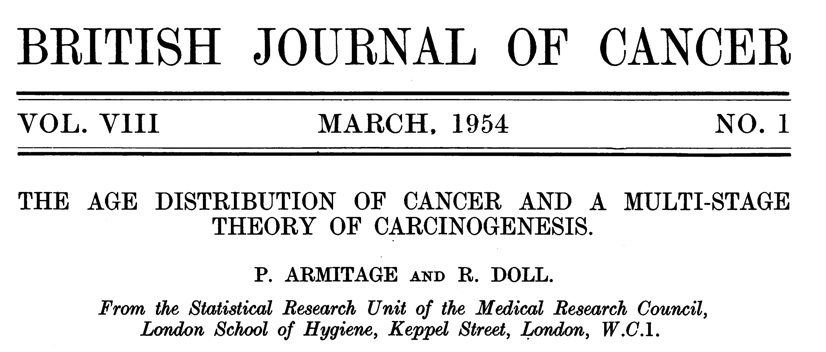 BRITISH JOURNAL OF CANCER
VOL. VIII MARCH, 1954 NO. 1
THE AGE DISTRIBUTION OF CANCER AND A MULTI-STAGE
THEORY OF CARCINOGENESIS.
P. ARMITAGE AND R. DOLL.
From the Statistical Research Unit of the Medical Research Council,
London School of Hygiene, Keppel Street, London, W.C.1.